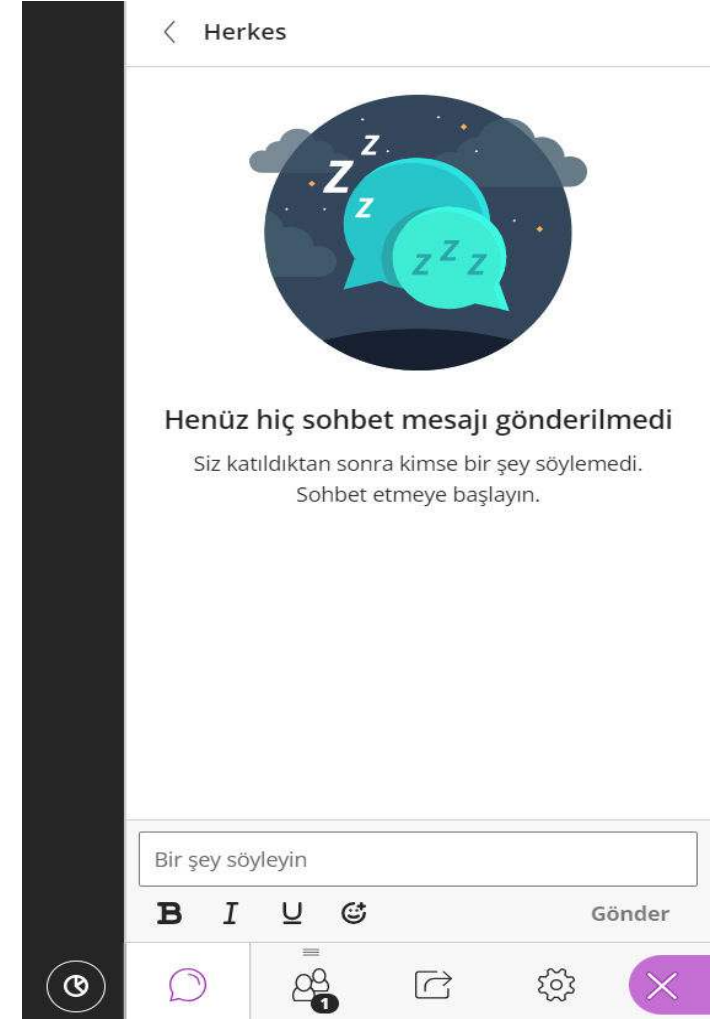 Herkes
z
Z
z
z z z
Henüz hiç sohbet mesajı gönderilmedi
Siz katıldıktan sonra kimse bir şey söylemedi.
Sohbet etmeye başlayın.
Bir şey söyleyin
B I U
Gönder
1